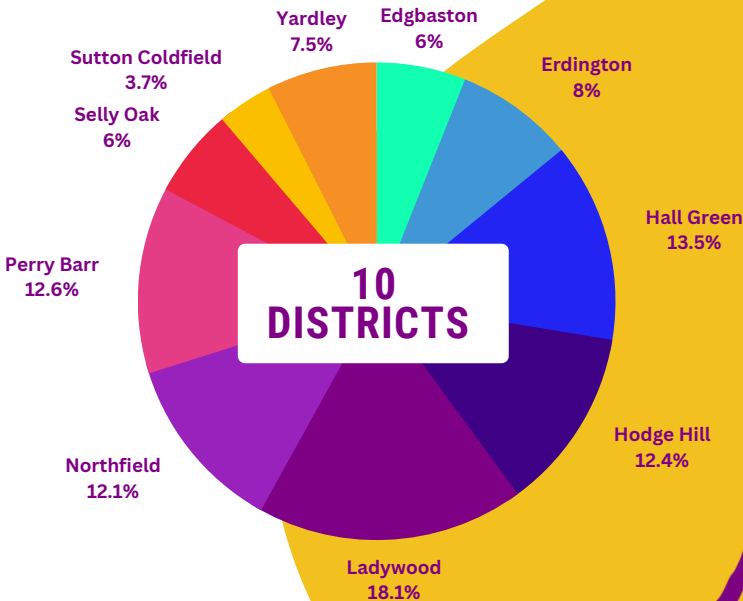 Yardley
7.5%
Edgbaston
6%
Sutton Coldfield
3.7%
Erdington
8%
Selly Oak
6%
Hall Green
13.5%
Perry Barr
12.6%
10
DISTRICTS
Hodge Hill
12.4%
Northfield
12.1%
Ladywood
18.1%